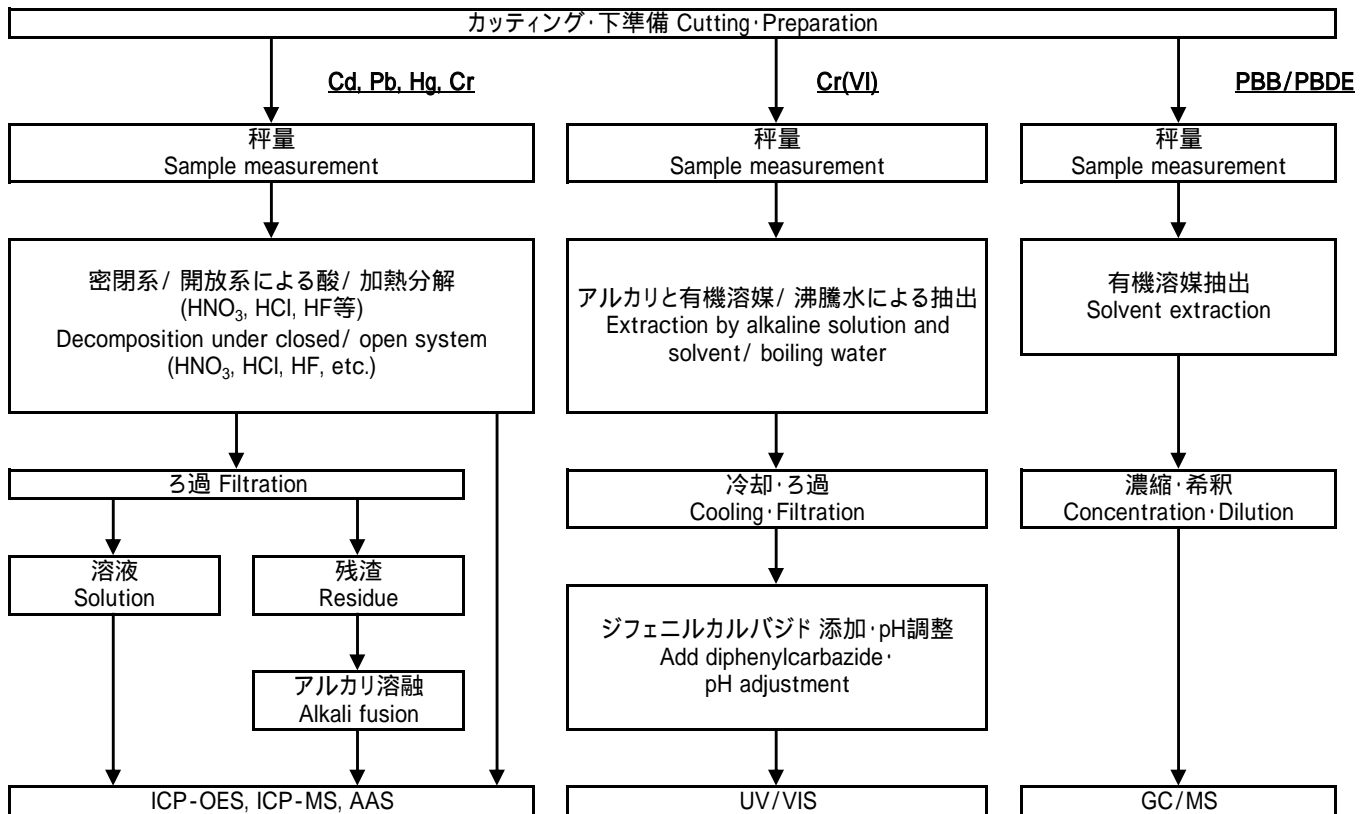 カッティング･下準備 Cutting･Preparation
Cd, Pb, Hg, Cr
Cr(VI)
PBB/PBDE
秤量
Sample measurement
秤量
Sample measurement
秤量
Sample measurement
密閉系/ 開放系による酸/ 加熱分解
(HNO₃, HCl, HF等)
Decomposition under closed/ open system
(HNO₃, HCl, HF, etc.)
アルカリと有機溶媒/ 沸騰水による抽出
Extraction by alkaline solution and
solvent/ boiling water
有機溶媒抽出
Solvent extraction
ろ過 Filtration
冷却･ろ過
Cooling･Filtration
濃縮･希釈
Concentration･Dilution
溶液
Solution
残渣
Residue
ジフェニルカルバジド 添加･pH調整
Add diphenylcarbazide･
pH adjustment
アルカリ溶融
Alkali fusion
ICP-OES, ICP-MS, AAS
UV/VIS
GC/MS